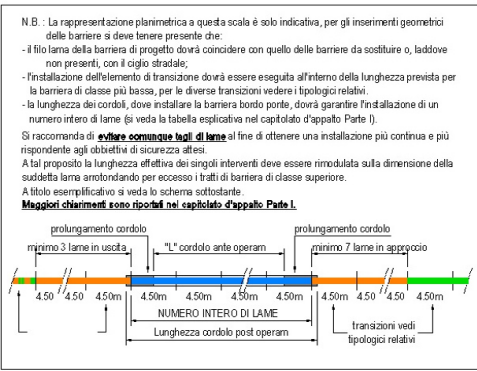 N.B. : La rappresentazione planimetrica a questa scala è solo indicativa, per gli inserimenti geometrici
delle barriere si deve tenere presente che:
- il filo lama della barriera di progetto dovrà coincidere con quello delle barriere da sostituire o, laddove
non presenti, con il ciglio stradale;
- l'installazione dell'elemento di transizione dovrà essere eseguita all'interno della lunghezza prevista per
la barriera di classe più bassa, per le diverse transizioni vedere i tipologici relativi.
- la lunghezza dei cordoli, dove installare la barriera bordo ponte, dovrà garantire l'installazione di un
numero intero di lame (si veda la tabella esplicativa nel capitolato d'appalto Parte I).
Si raccomanda di evitare comunque tagli di lame al fine di ottenere una installazione più continua e più
rispondente agli obbiettivi di sicurezza attesi.
A tal proposito la lunghezza effettiva dei singoli interventi deve essere rimodulata sulla dimensione della
suddetta lama arrotondando per eccesso i tratti di barriera di classe superiore.
A titolo esemplificativo si veda lo schema sottostante.
Maggiori chiarimenti sono riportati nel capitolato d'appalto Parte I.
prolungamento cordolo prolungamento cordolo
minimo 3 lame in uscita "L" cordolo ante operam minimo 7 lame in approccio
4.50 4.50 4.50m 4.50m 4.50m 4.50m 4.50m 4.50m 4.50 4.50m
NUMERO INTERO DI LAME
Lunghezza cordolo post operam
transizioni vedi
tipologici relativi